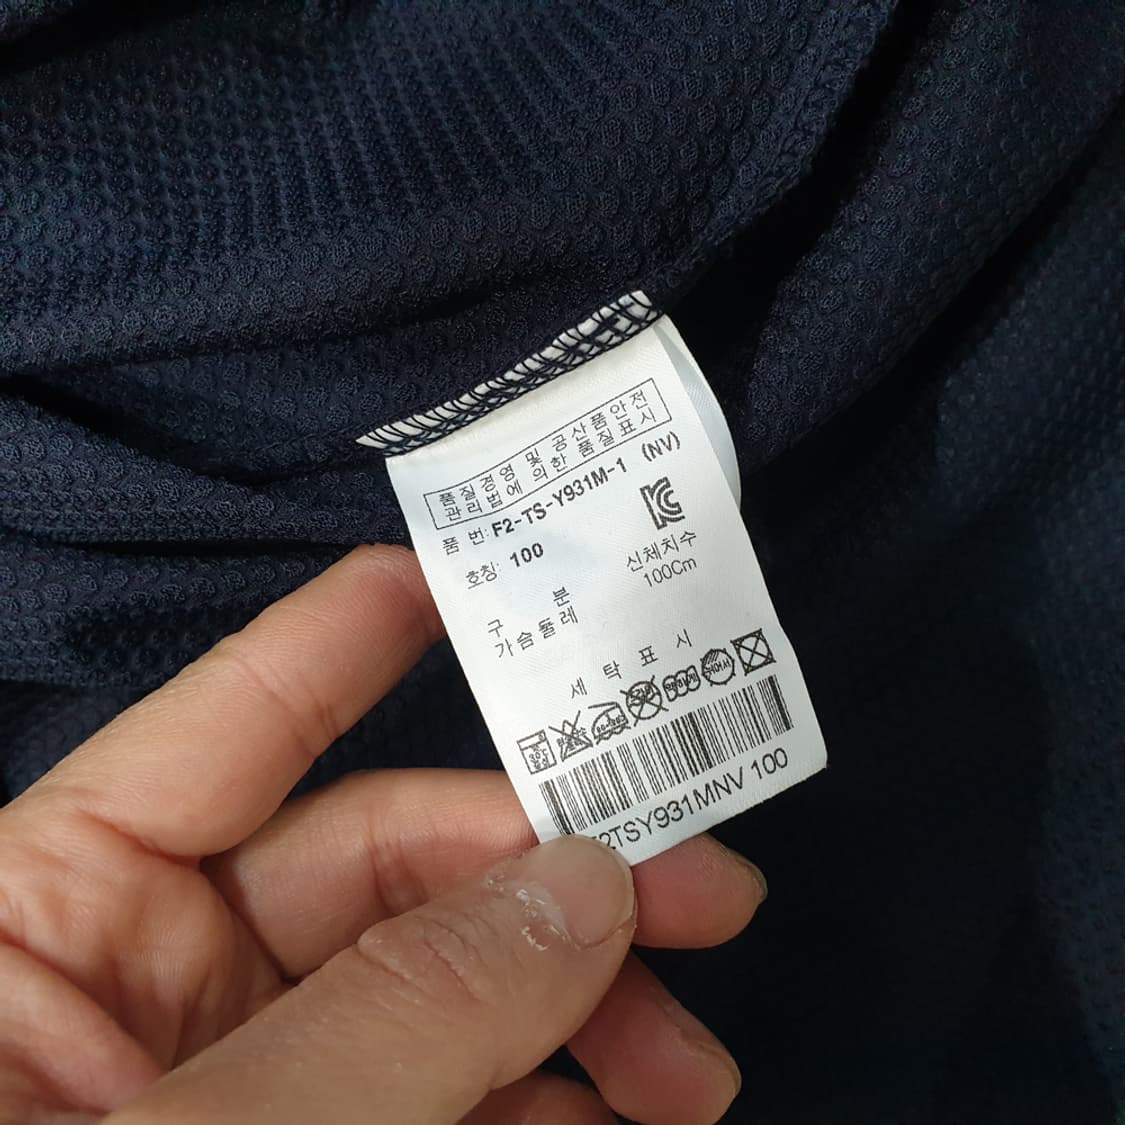 품질경영 및 공산품안전
관리법에 의한 품질표시
품 번: F2-TS-Y931M-1 (NV)
호칭: 100
신체치수
구 분
100Cm
가슴둘레
세 탁 표 시
2TSY931MNV 100